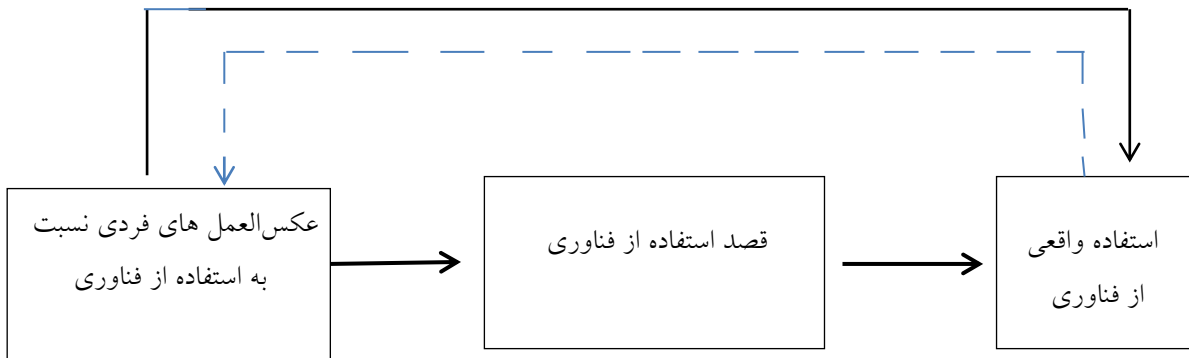 عکس‌العمل های فردی نسبت
به استفاده از فناوری
قصد استفاده از فناوری
استفاده واقعی
از فناوری